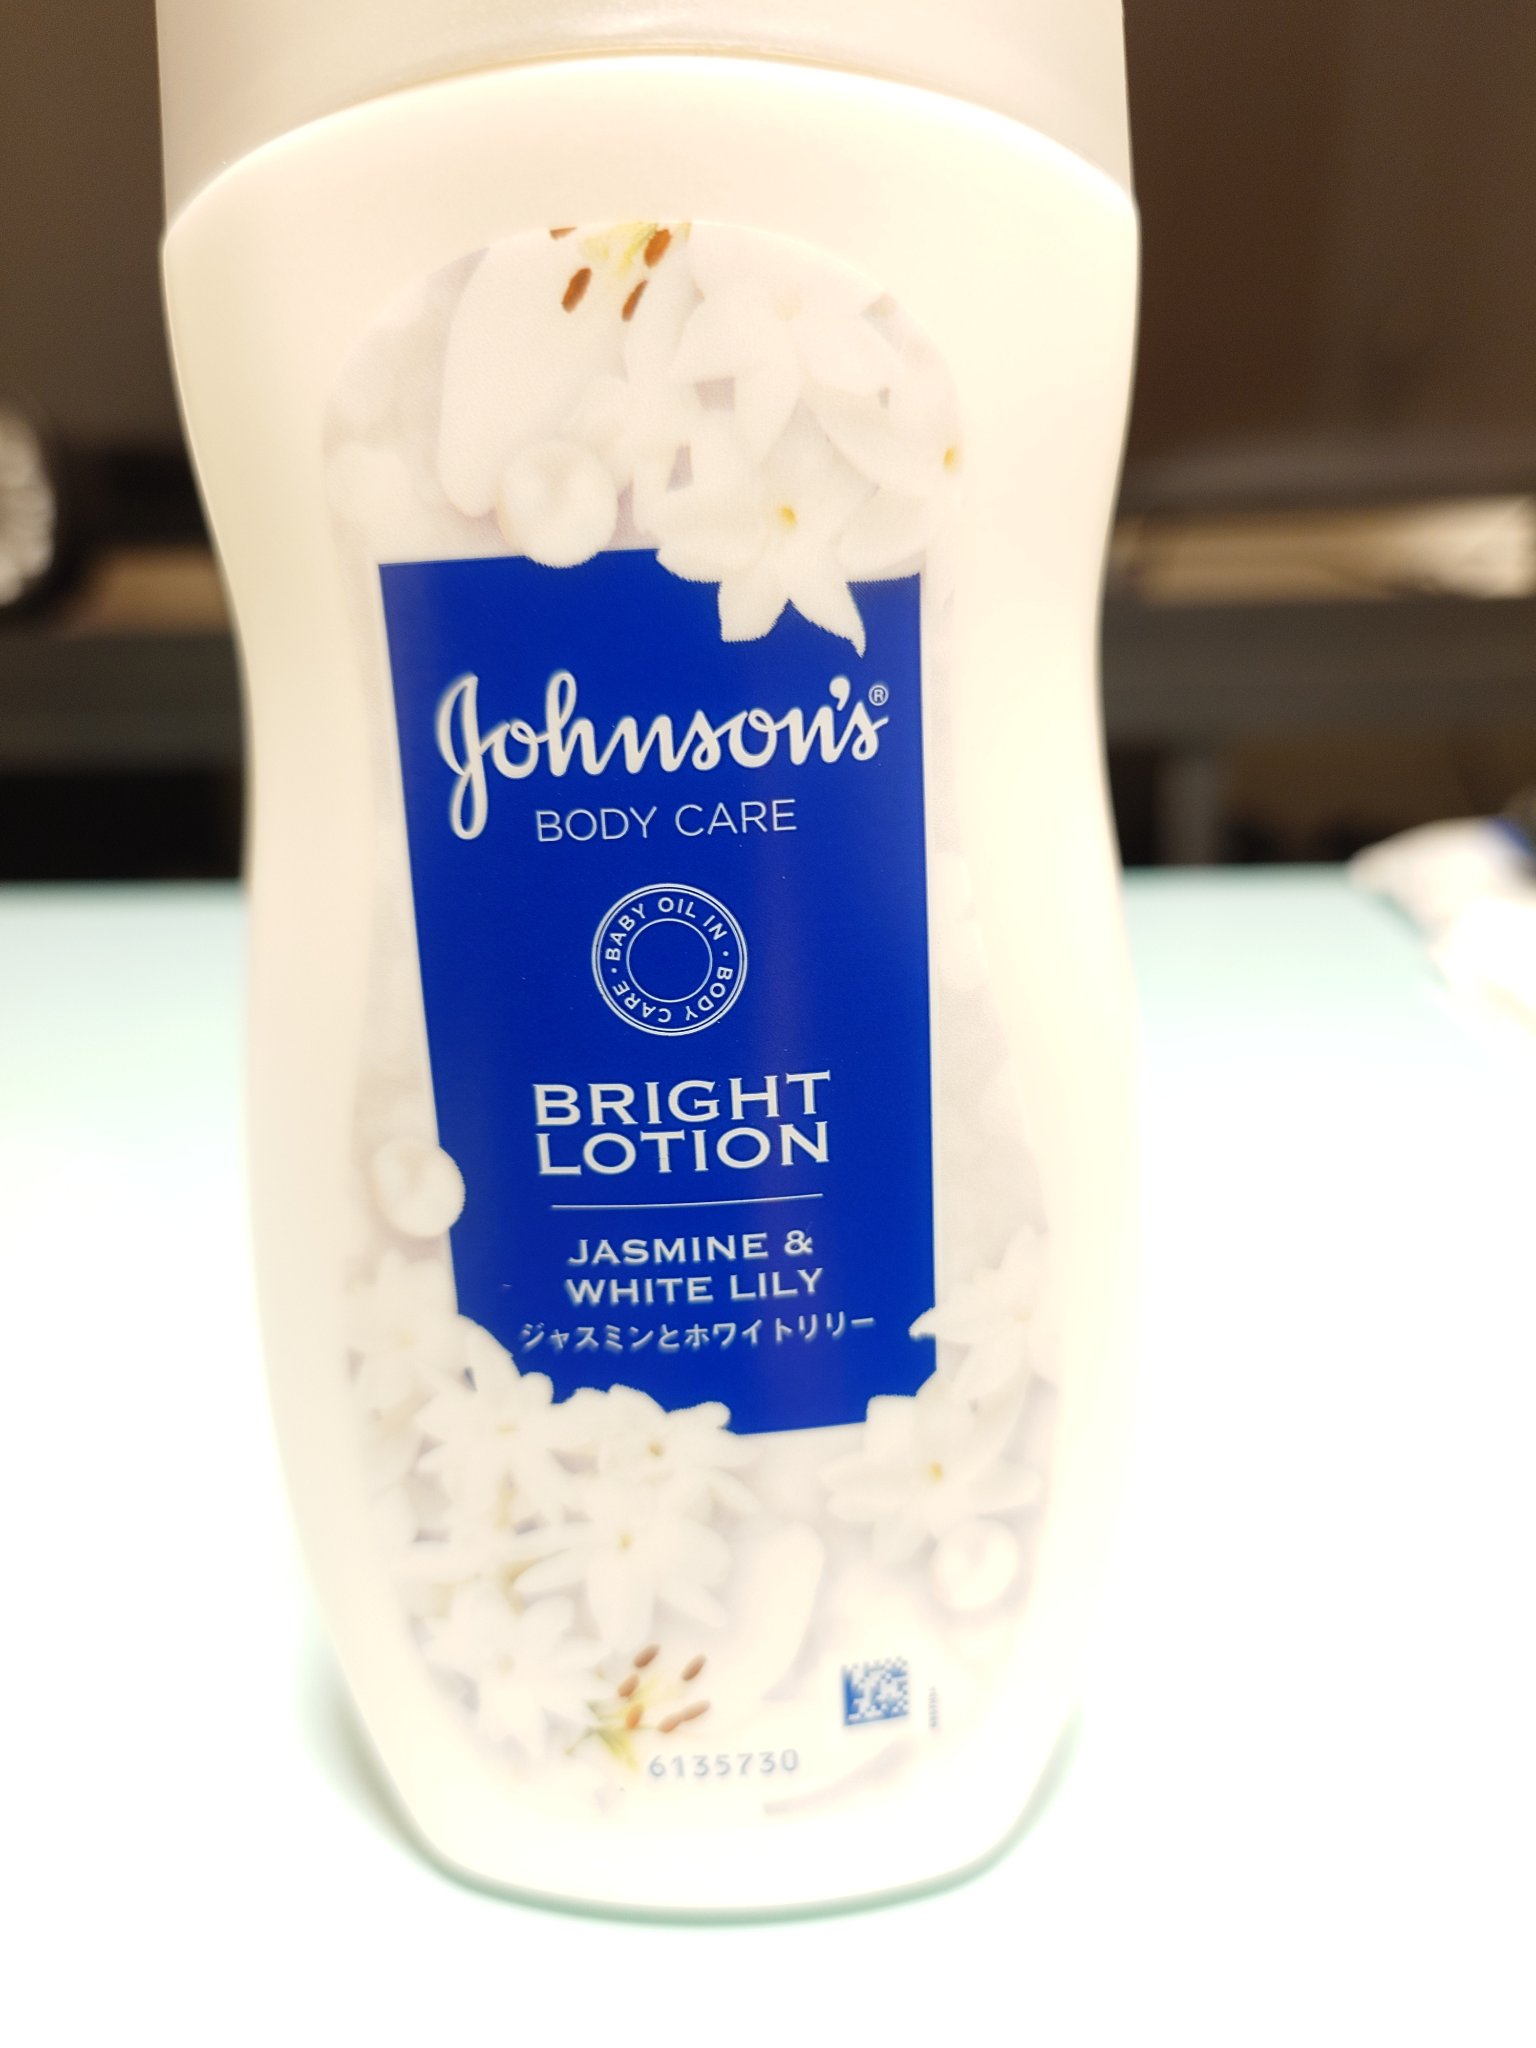 Johnson's®
BODY CARE
BABY OIL IN · BODY CARE ·
BRIGHT
LOTION
JASMINE &
WHITE LILY
ジャスミンとホワイトリリー
6135730